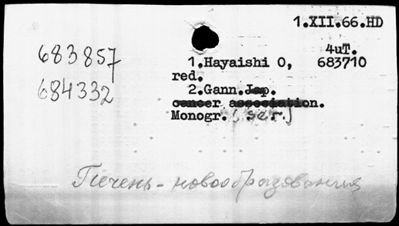 1.XII.66.HD
4uT.
683857
1.Hayaishi O, 683710
red.
684332
2.Gann.Jap.
cancer association.
Monogr.(ser.)
Печень - новообразования